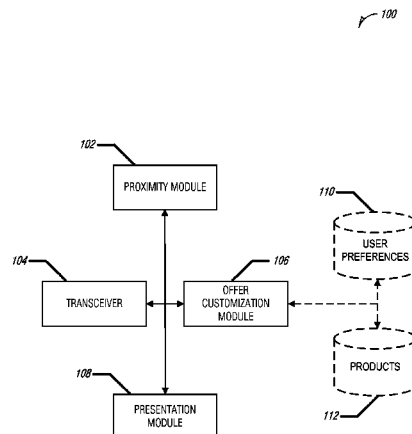 100
102
PROXIMITY MODULE
110
USER
PREFERENCES
104
TRANSCEIVER
106
OFFER
CUSTOMIZATION
MODULE
PRODUCTS
112
108
PRESENTATION
MODULE